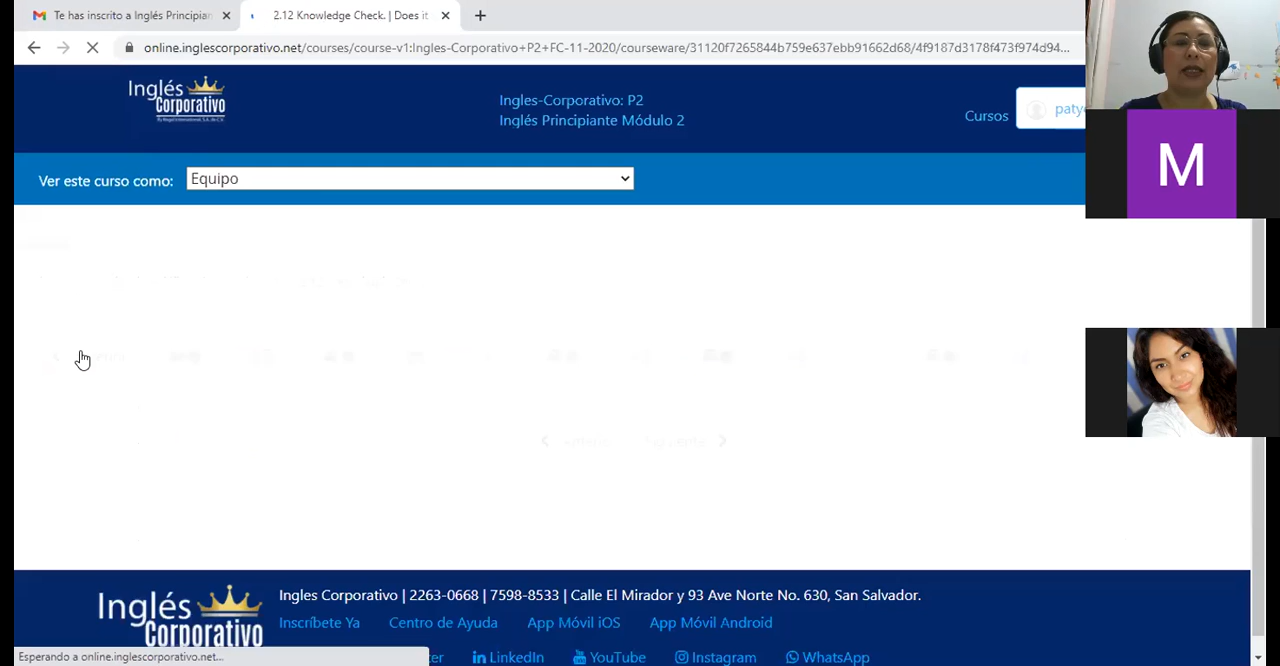 Te has inscrito a Inglés Principian
2.12 Knowledge Check. | Does it
online.inglescorporativo.net/courses/course-v1:Ingles-Corporativo+P2+FC-11-2020/courseware/31120f7265844b759e637ebb91662d68/4f9187d3178f473f974d94...
Inglés
Corporativo
Ingles-Corporativo: P2
Inglés Principiante Módulo 2
Cursos
patyc
Ver este curso como:
Equipo
M
Anterior
Siguiente
Inglés
Corporativo
Ingles Corporativo | 2263-0668 | 7598-8533 | Calle El Mirador y 93 Ave Norte No. 630, San Salvador.
Inscríbete Ya
Centro de Ayuda
App Móvil iOS
App Móvil Android
Esperando a online.inglescorporativo.net...
ter
LinkedIn
YouTube
Instagram
WhatsApp